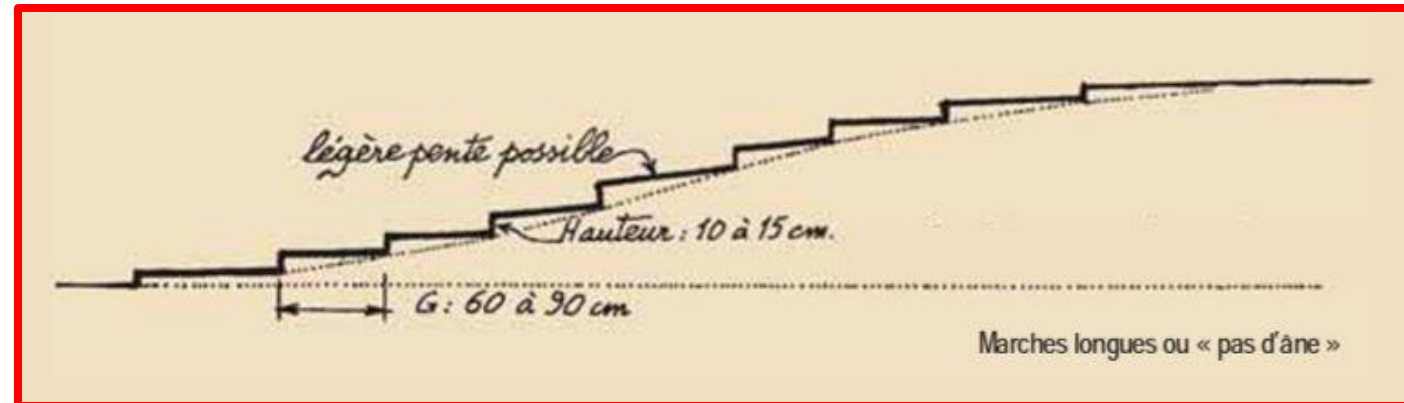 légère pente possible
Hauteur : 10 à 15 cm.
G : 60 à 90 cm
Marches longues ou « pas d'âne »